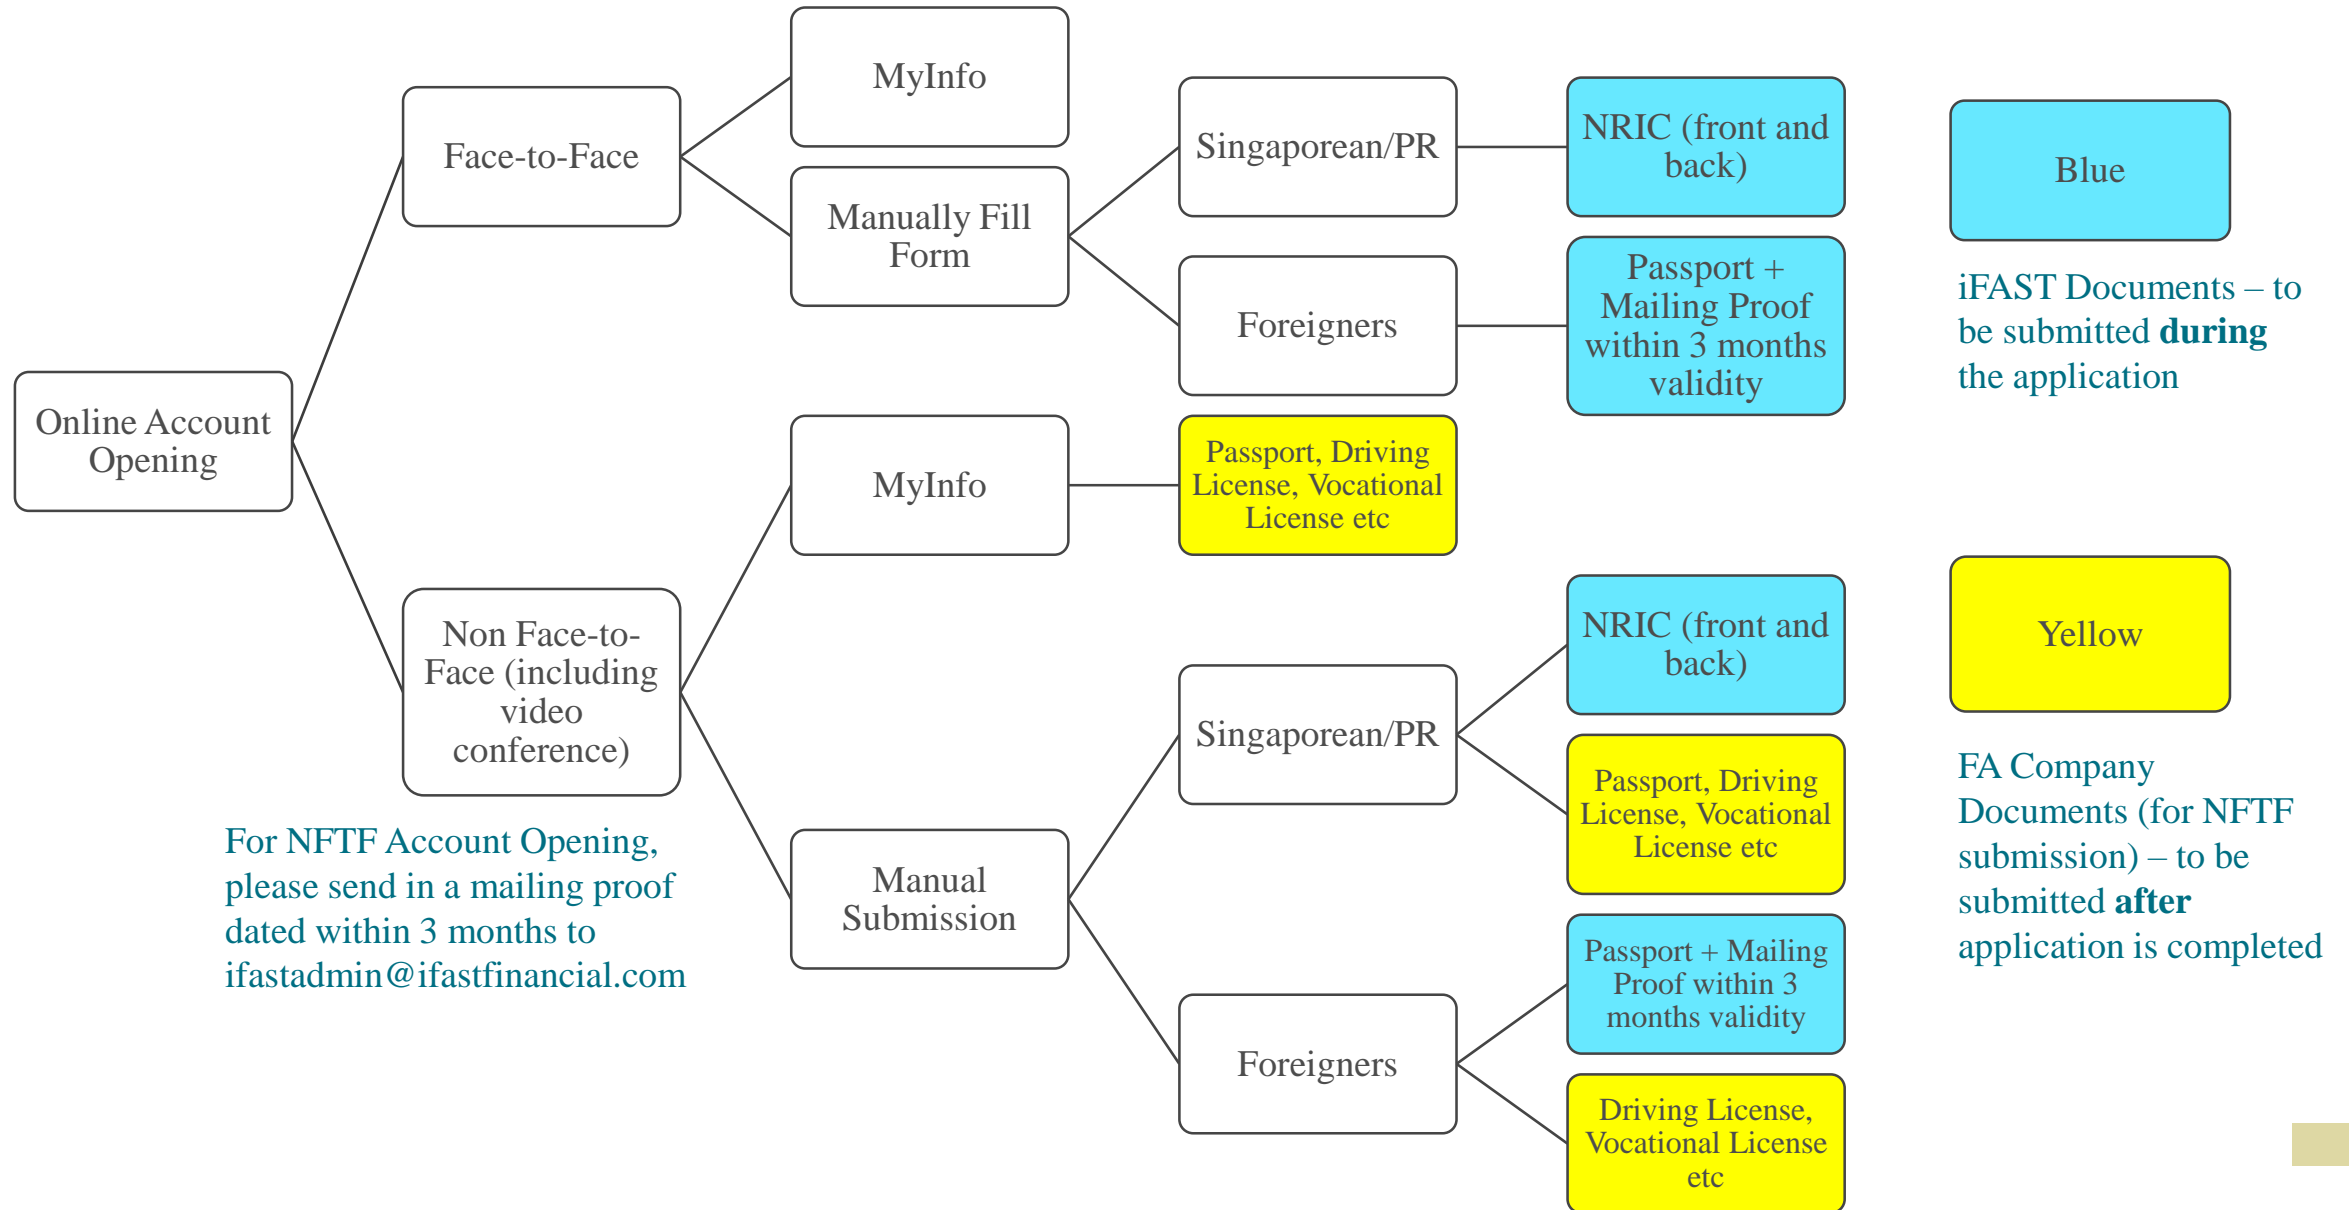 Online Account
Opening
Face-to-Face
MyInfo
Manually Fill
Form
Singaporean/PR
NRIC (front and
back)
Foreigners
Passport +
Mailing Proof
within 3 months
validity
Non Face-to-
Face (including
video
conference)
MyInfo
Passport, Driving
License, Vocational
License etc
Manual
Submission
Singaporean/PR
NRIC (front and
back)
Passport, Driving
License, Vocational
License etc
Foreigners
Passport + Mailing
Proof within 3
months validity
Driving License,
Vocational License
etc
For NFTF Account Opening,
please send in a mailing proof
dated within 3 months to
ifastadmin@ifastfinancial.com
Blue
iFAST Documents – to
be submitted during
the application
Yellow
FA Company
Documents (for NFTF
submission) – to be
submitted after
application is completed